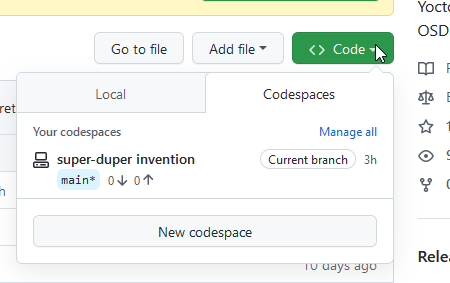 Yocto
OSD
Go to file
Add file
Code
Local
Codespaces
Your codespaces
Manage all
super-duper invention
Current branch
3h
main*
0
0
New codespace
10 days ago
Relea